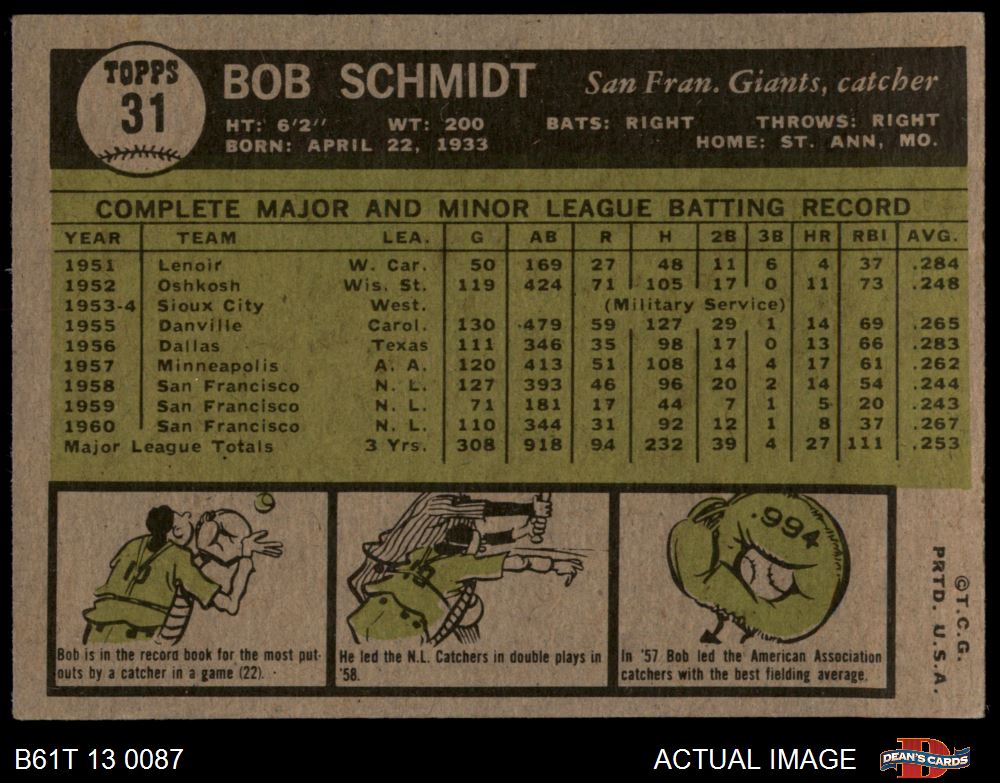 TOPPS
31
BOB SCHMIDT
San Fran. Giants, catcher
HT: 6'2" WT: 200 BATS: RIGHT THROWS: RIGHT
BORN: APRIL 22, 1933 HOME: ST. ANN, MO.
COMPLETE MAJOR AND MINOR LEAGUE BATTING RECORD
YEAR TEAM LEA. G AB R H 2B 3B HR RBI AVG.
1951 Lenoir W. Car. 50 169 27 48 11 6 4 37 .284
1952 Oshkosh Wis. St. 119 424 71 105 17 0 11 73 .248
1953-4 Sioux City West. (Military Service)
1955 Danville Carol. 130 479 59 127 29 1 14 69 .265
1956 Dallas Texas 111 346 35 98 17 0 13 66 .283
1957 Minneapolis A. A. 120 413 51 108 14 4 17 61 .262
1958 San Francisco N. L. 127 393 46 96 20 2 14 54 .244
1959 San Francisco N. L. 71 181 17 44 7 1 5 20 .243
1960 San Francisco N. L. 110 344 31 92 12 1 8 37 .267
Major League Totals 3 Yrs. 308 918 94 232 39 4 27 111 .253
.994
Bob is in the record book for the most put-
outs by a catcher in a game (22).
He led the N.L. Catchers in double plays in
'58.
In '57 Bob led the American Association
catchers with the best fielding average.
©T.C.G.
PRTD. U.S.A.
B61T 13 0087
ACTUAL IMAGE
D
DEAN'S CARDS